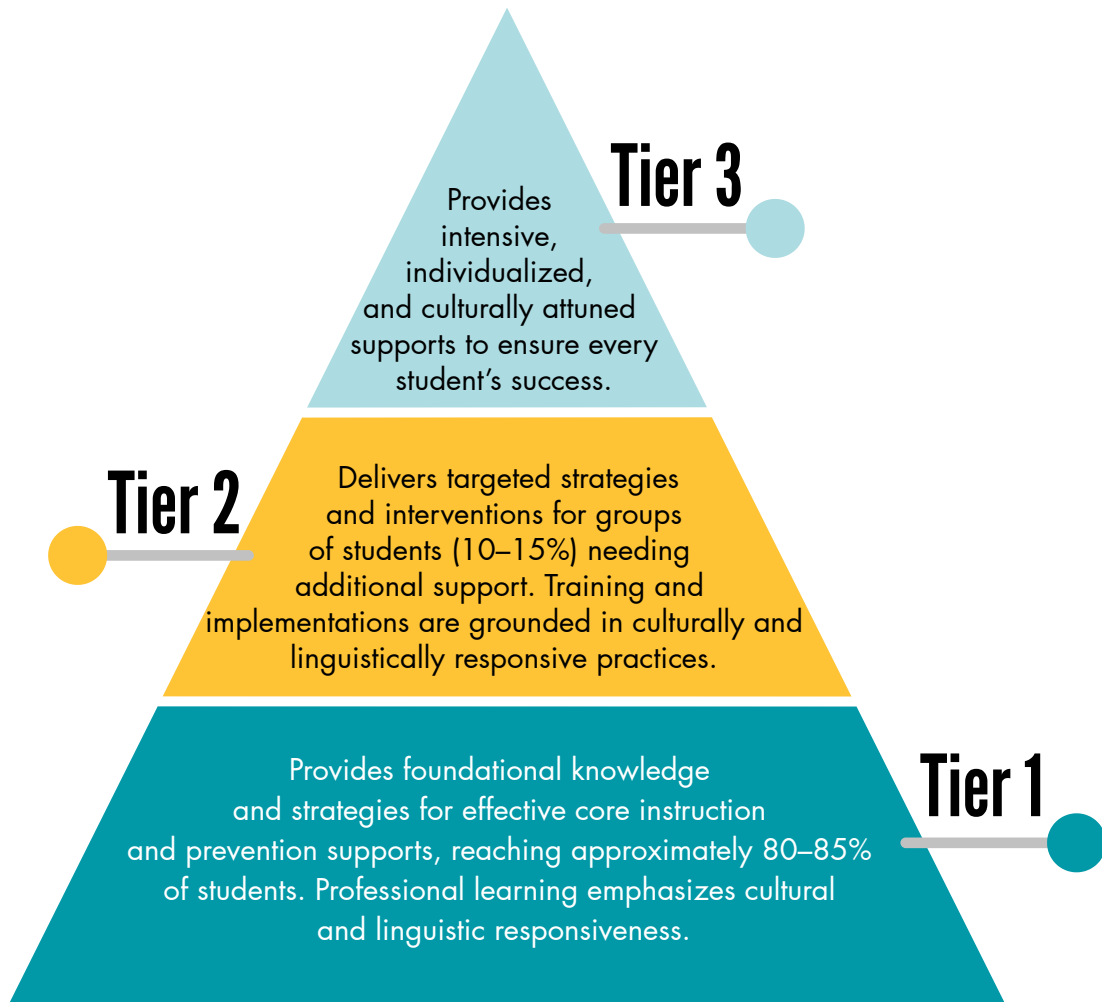 Tier 3
Provides
intensive,
individualized,
and culturally attuned
supports to ensure every
student’s success.
Tier 2
Delivers targeted strategies
and interventions for groups
of students (10–15%) needing
additional support. Training and
implementations are grounded in culturally and
linguistically responsive practices.
Tier 1
Provides foundational knowledge
and strategies for effective core instruction
and prevention supports, reaching approximately 80–85%
of students. Professional learning emphasizes cultural
and linguistic responsiveness.